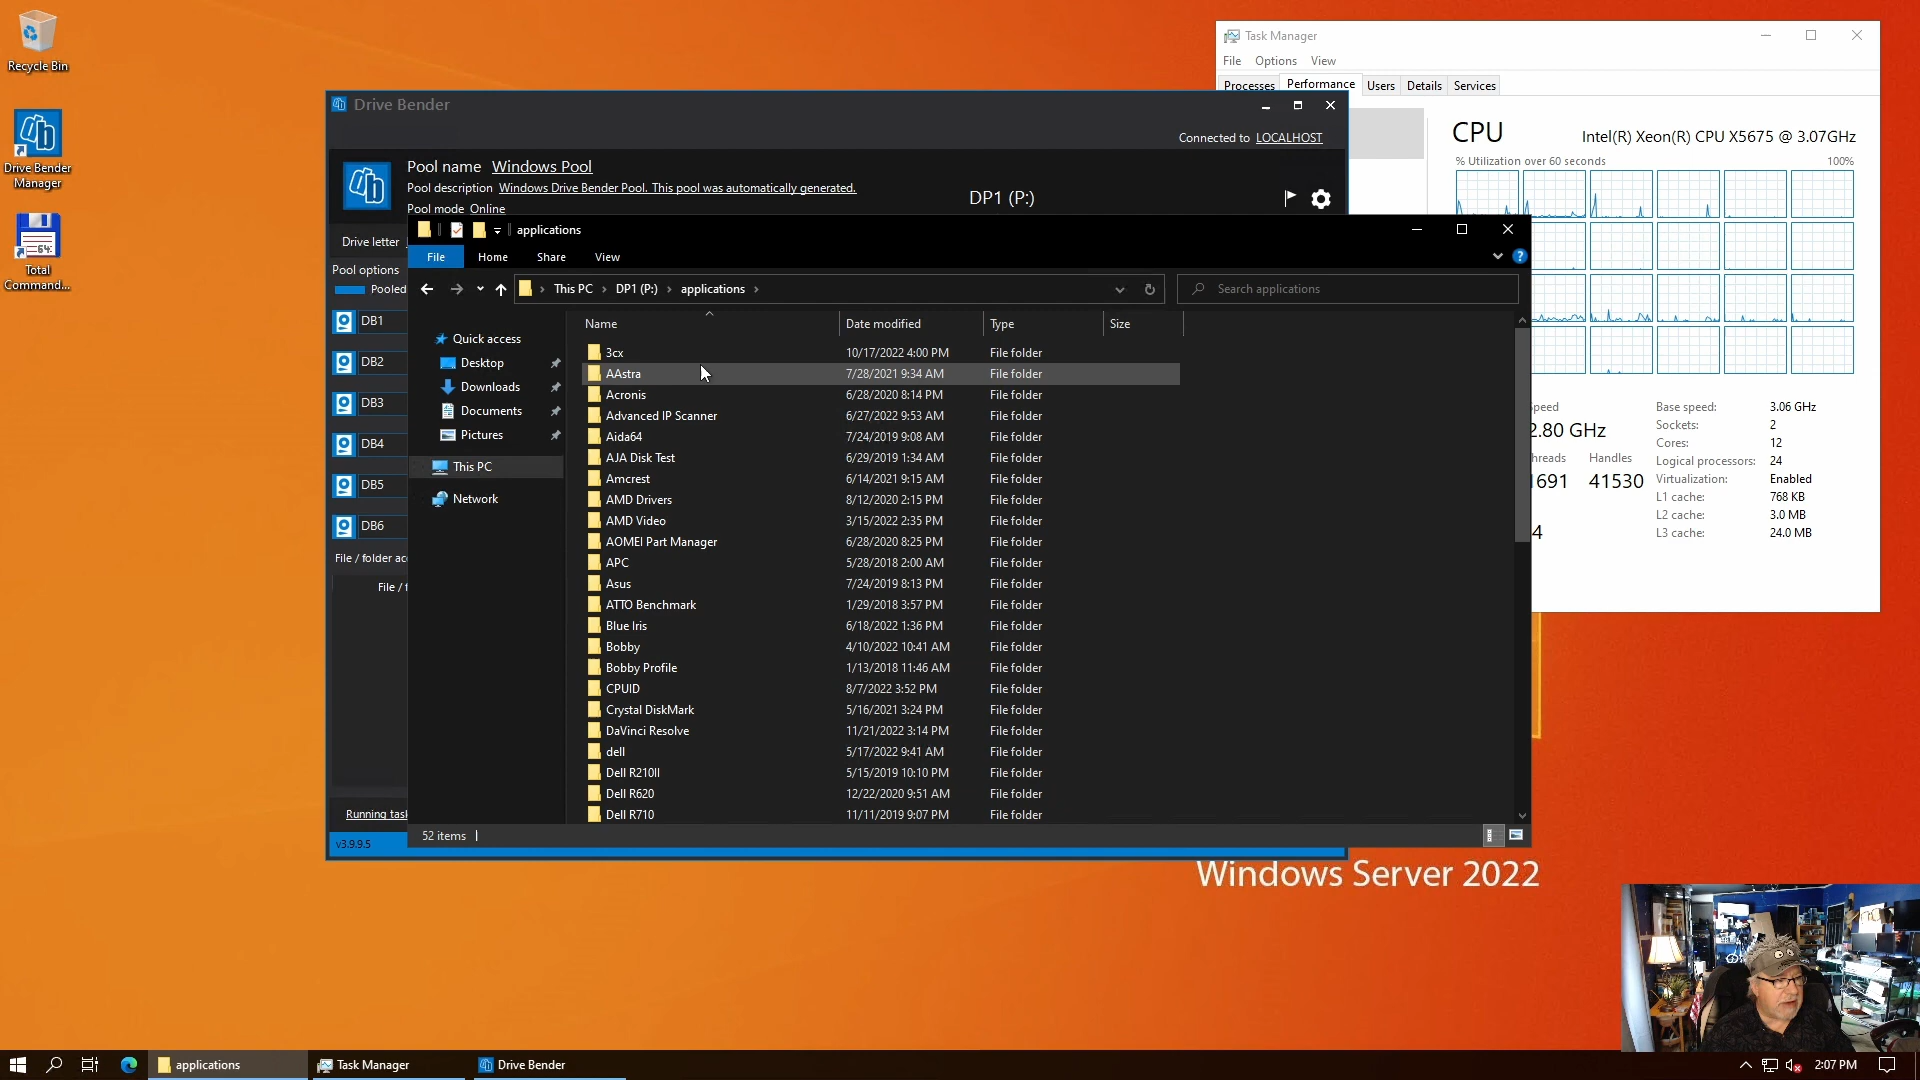 Recycle Bin
Drive Bender
Manager
64
Total
Command...
Task Manager
File Options View
Processes Performance Users Details Services
CPU Intel(R) Xeon(R) CPU X5675 @ 3.07GHz
% Utilization over 60 seconds 100%
Speed
2.80 GHz
Threads Handles
1691 41530
4
Base speed: 3.06 GHz
Sockets: 2
Cores: 12
Logical processors: 24
Virtualization: Enabled
L1 cache: 768 KB
L2 cache: 3.0 MB
L3 cache: 24.0 MB
Drive Bender
Connected to LOCALHOST
Pool name Windows Pool
Pool description Windows Drive Bender Pool. This pool was automatically generated.
DP1 (P:)
Pool mode Online
Drive letter
Pool options
Pooled
DB1
DB2
DB3
DB4
DB5
DB6
File / folder acc
File / f
Running task
v3.9.9.5
applications
File Home Share View
This PC DP1 (P:) applications Search applications
Quick access
Desktop
Downloads
Documents
Pictures
This PC
Network
Name Date modified Type Size
3cx 10/17/2022 4:00 PM File folder
AAstra 7/28/2021 9:34 AM File folder
Acronis 6/28/2020 8:14 PM File folder
Advanced IP Scanner 6/27/2022 9:53 AM File folder
Aida64 7/24/2019 9:08 AM File folder
AJA Disk Test 6/29/2019 1:34 AM File folder
Amcrest 6/14/2021 9:15 AM File folder
AMD Drivers 8/12/2020 2:15 PM File folder
AMD Video 3/15/2022 2:35 PM File folder
AOMEI Part Manager 6/28/2020 8:25 PM File folder
APC 5/28/2018 2:00 AM File folder
Asus 7/24/2019 8:13 PM File folder
ATTO Benchmark 1/29/2018 3:57 PM File folder
Blue Iris 6/18/2022 1:36 PM File folder
Bobby 4/10/2022 10:41 AM File folder
Bobby Profile 1/13/2018 11:46 AM File folder
CPUID 8/7/2022 3:52 PM File folder
Crystal DiskMark 5/16/2021 3:24 PM File folder
DaVinci Resolve 11/21/2022 3:14 PM File folder
dell 5/17/2022 9:41 AM File folder
Dell R210II 5/15/2019 10:10 PM File folder
Dell R620 12/22/2020 9:51 AM File folder
Dell R710 11/11/2019 9:07 PM File folder
52 items
Windows Server 2022
applications Task Manager Drive Bender 2:07 PM